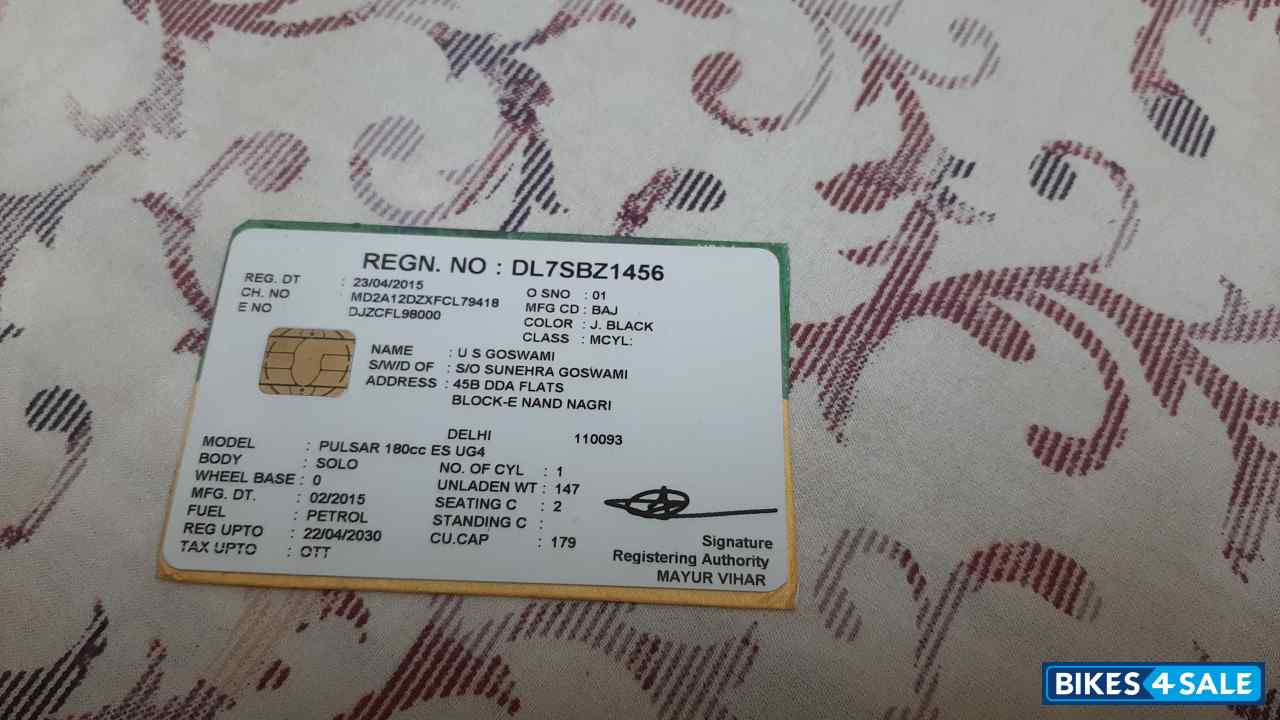 REGN. NO : DL7SBZ1456
REG. DT : 23/04/2015 O SNO : 01
CH. NO MD2A12DZXFCL79418 MFG CD : BAJ
E NO DJZCFL98000 COLOR : J. BLACK
CLASS : MCYL:
NAME : U S GOSWAMI
S/W/D OF : S/O SUNEHRA GOSWAMI
ADDRESS : 45B DDA FLATS
BLOCK-E NAND NAGRI
DELHI 110093
MODEL : PULSAR 180cc ES UG4
BODY : SOLO NO. OF CYL : 1
WHEEL BASE : 0 UNLADEN WT : 147
MFG. DT. : 02/2015 SEATING C : 2
FUEL : PETROL STANDING C :
REG UPTO : 22/04/2030 CU.CAP : 179
TAX UPTO : OTT
Signature
Registering Authority
MAYUR VIHAR
BIKES4SALE